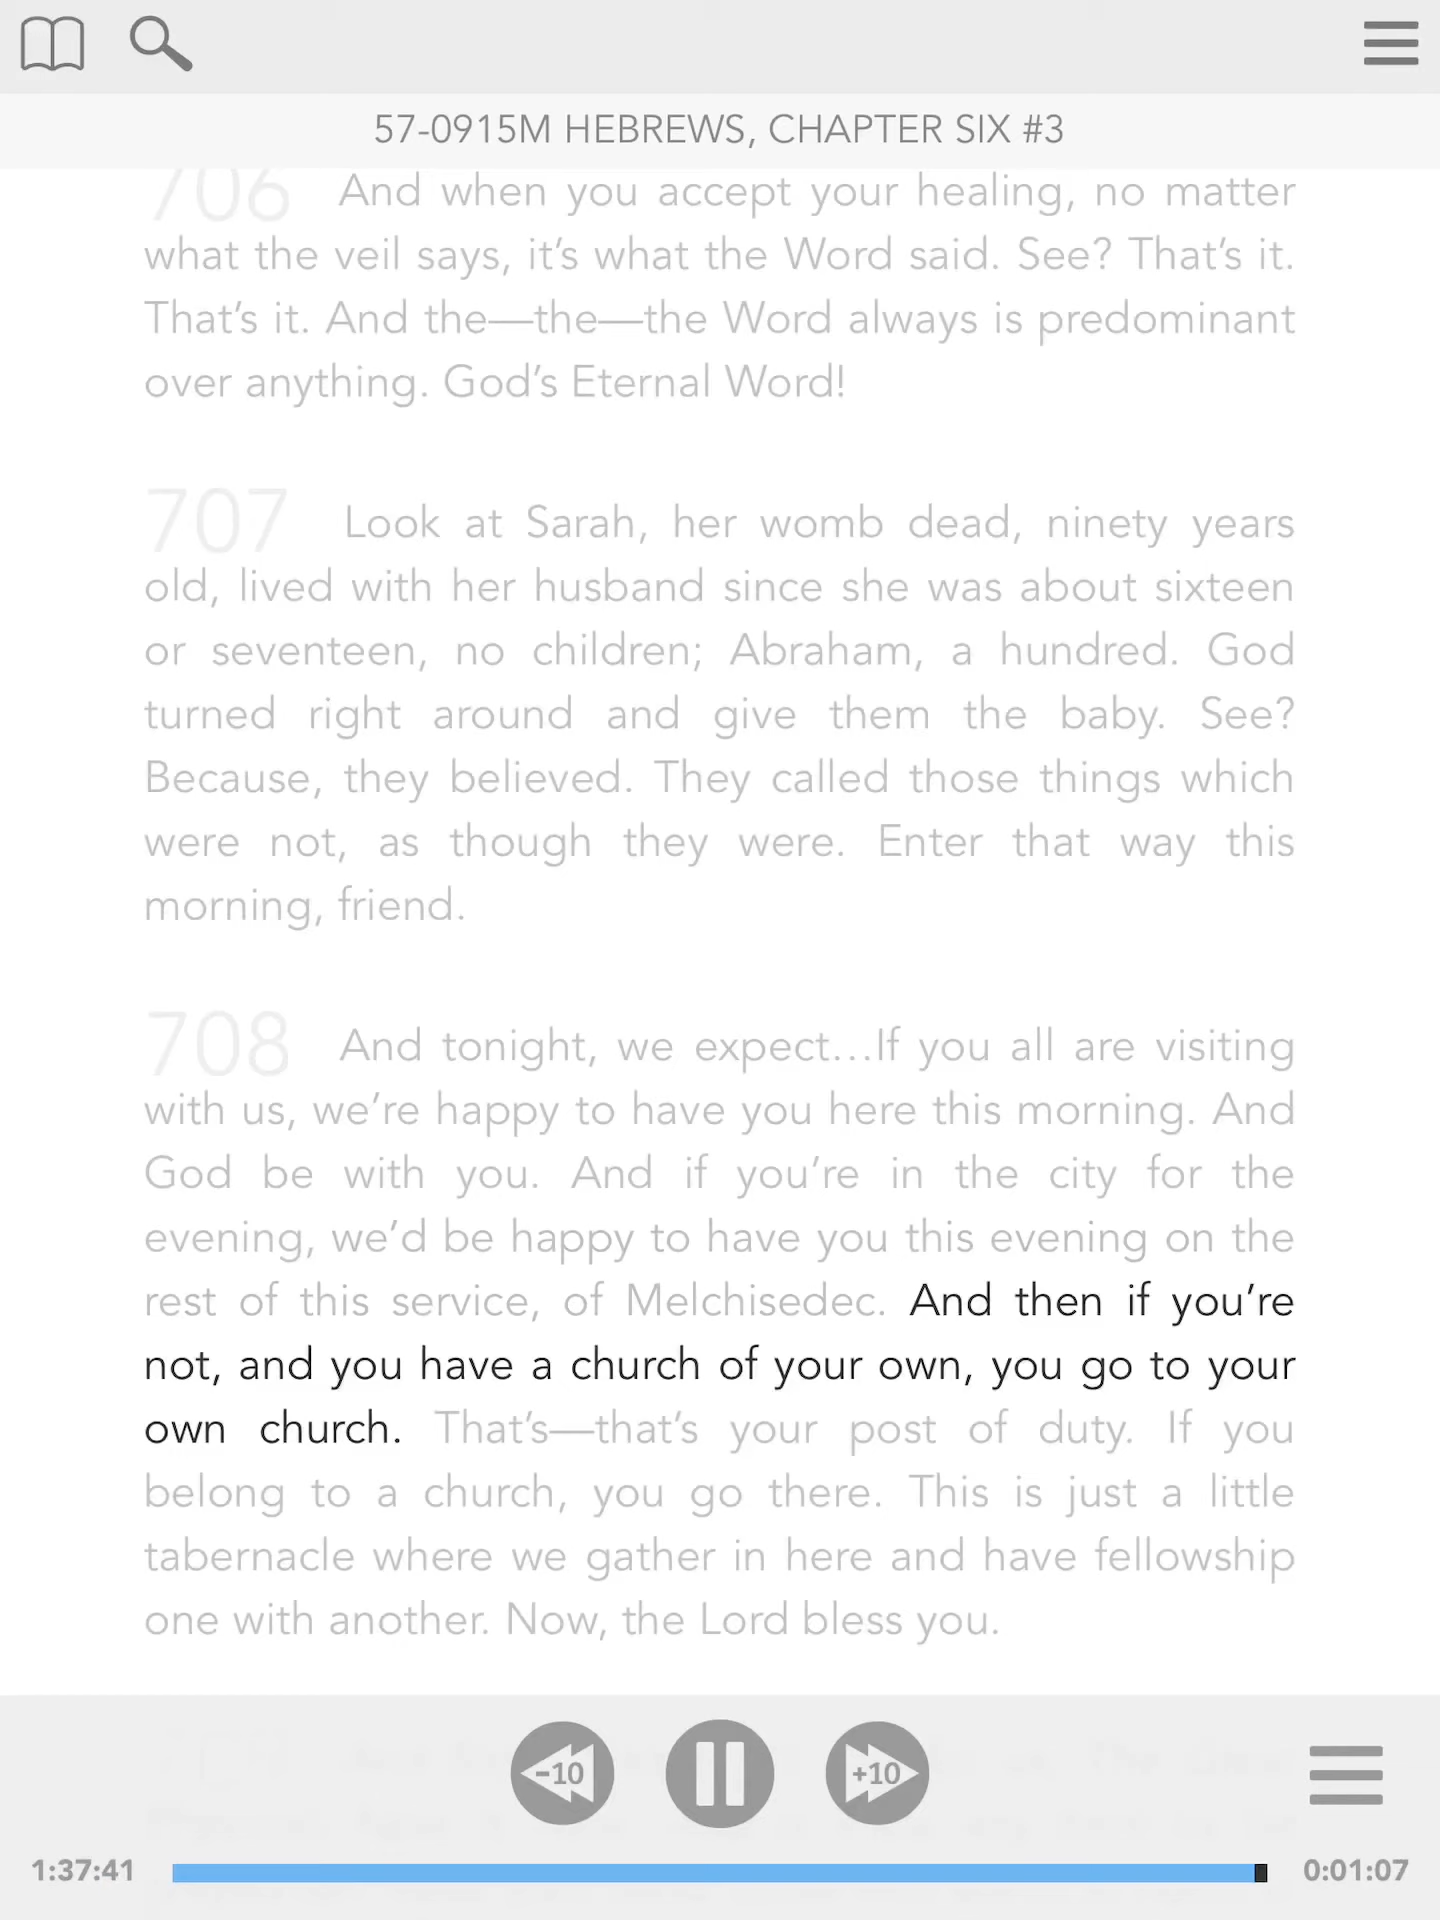 57-0915M HEBREWS, CHAPTER SIX #3
706 And when you accept your healing, no matter
what the veil says, it’s what the Word said. See? That’s it.
That’s it. And the—the—the Word always is predominant
over anything. God’s Eternal Word!
707 Look at Sarah, her womb dead, ninety years
old, lived with her husband since she was about sixteen
or seventeen, no children; Abraham, a hundred. God
turned right around and give them the baby. See?
Because, they believed. They called those things which
were not, as though they were. Enter that way this
morning, friend.
708 And tonight, we expect…If you all are visiting
with us, we’re happy to have you here this morning. And
God be with you. And if you’re in the city for the
evening, we’d be happy to have you this evening on the
rest of this service, of Melchisedec. And then if you’re
not, and you have a church of your own, you go to your
own church. That’s—that’s your post of duty. If you
belong to a church, you go there. This is just a little
tabernacle where we gather in here and have fellowship
one with another. Now, the Lord bless you.
-10 +10
1:37:41 0:01:07